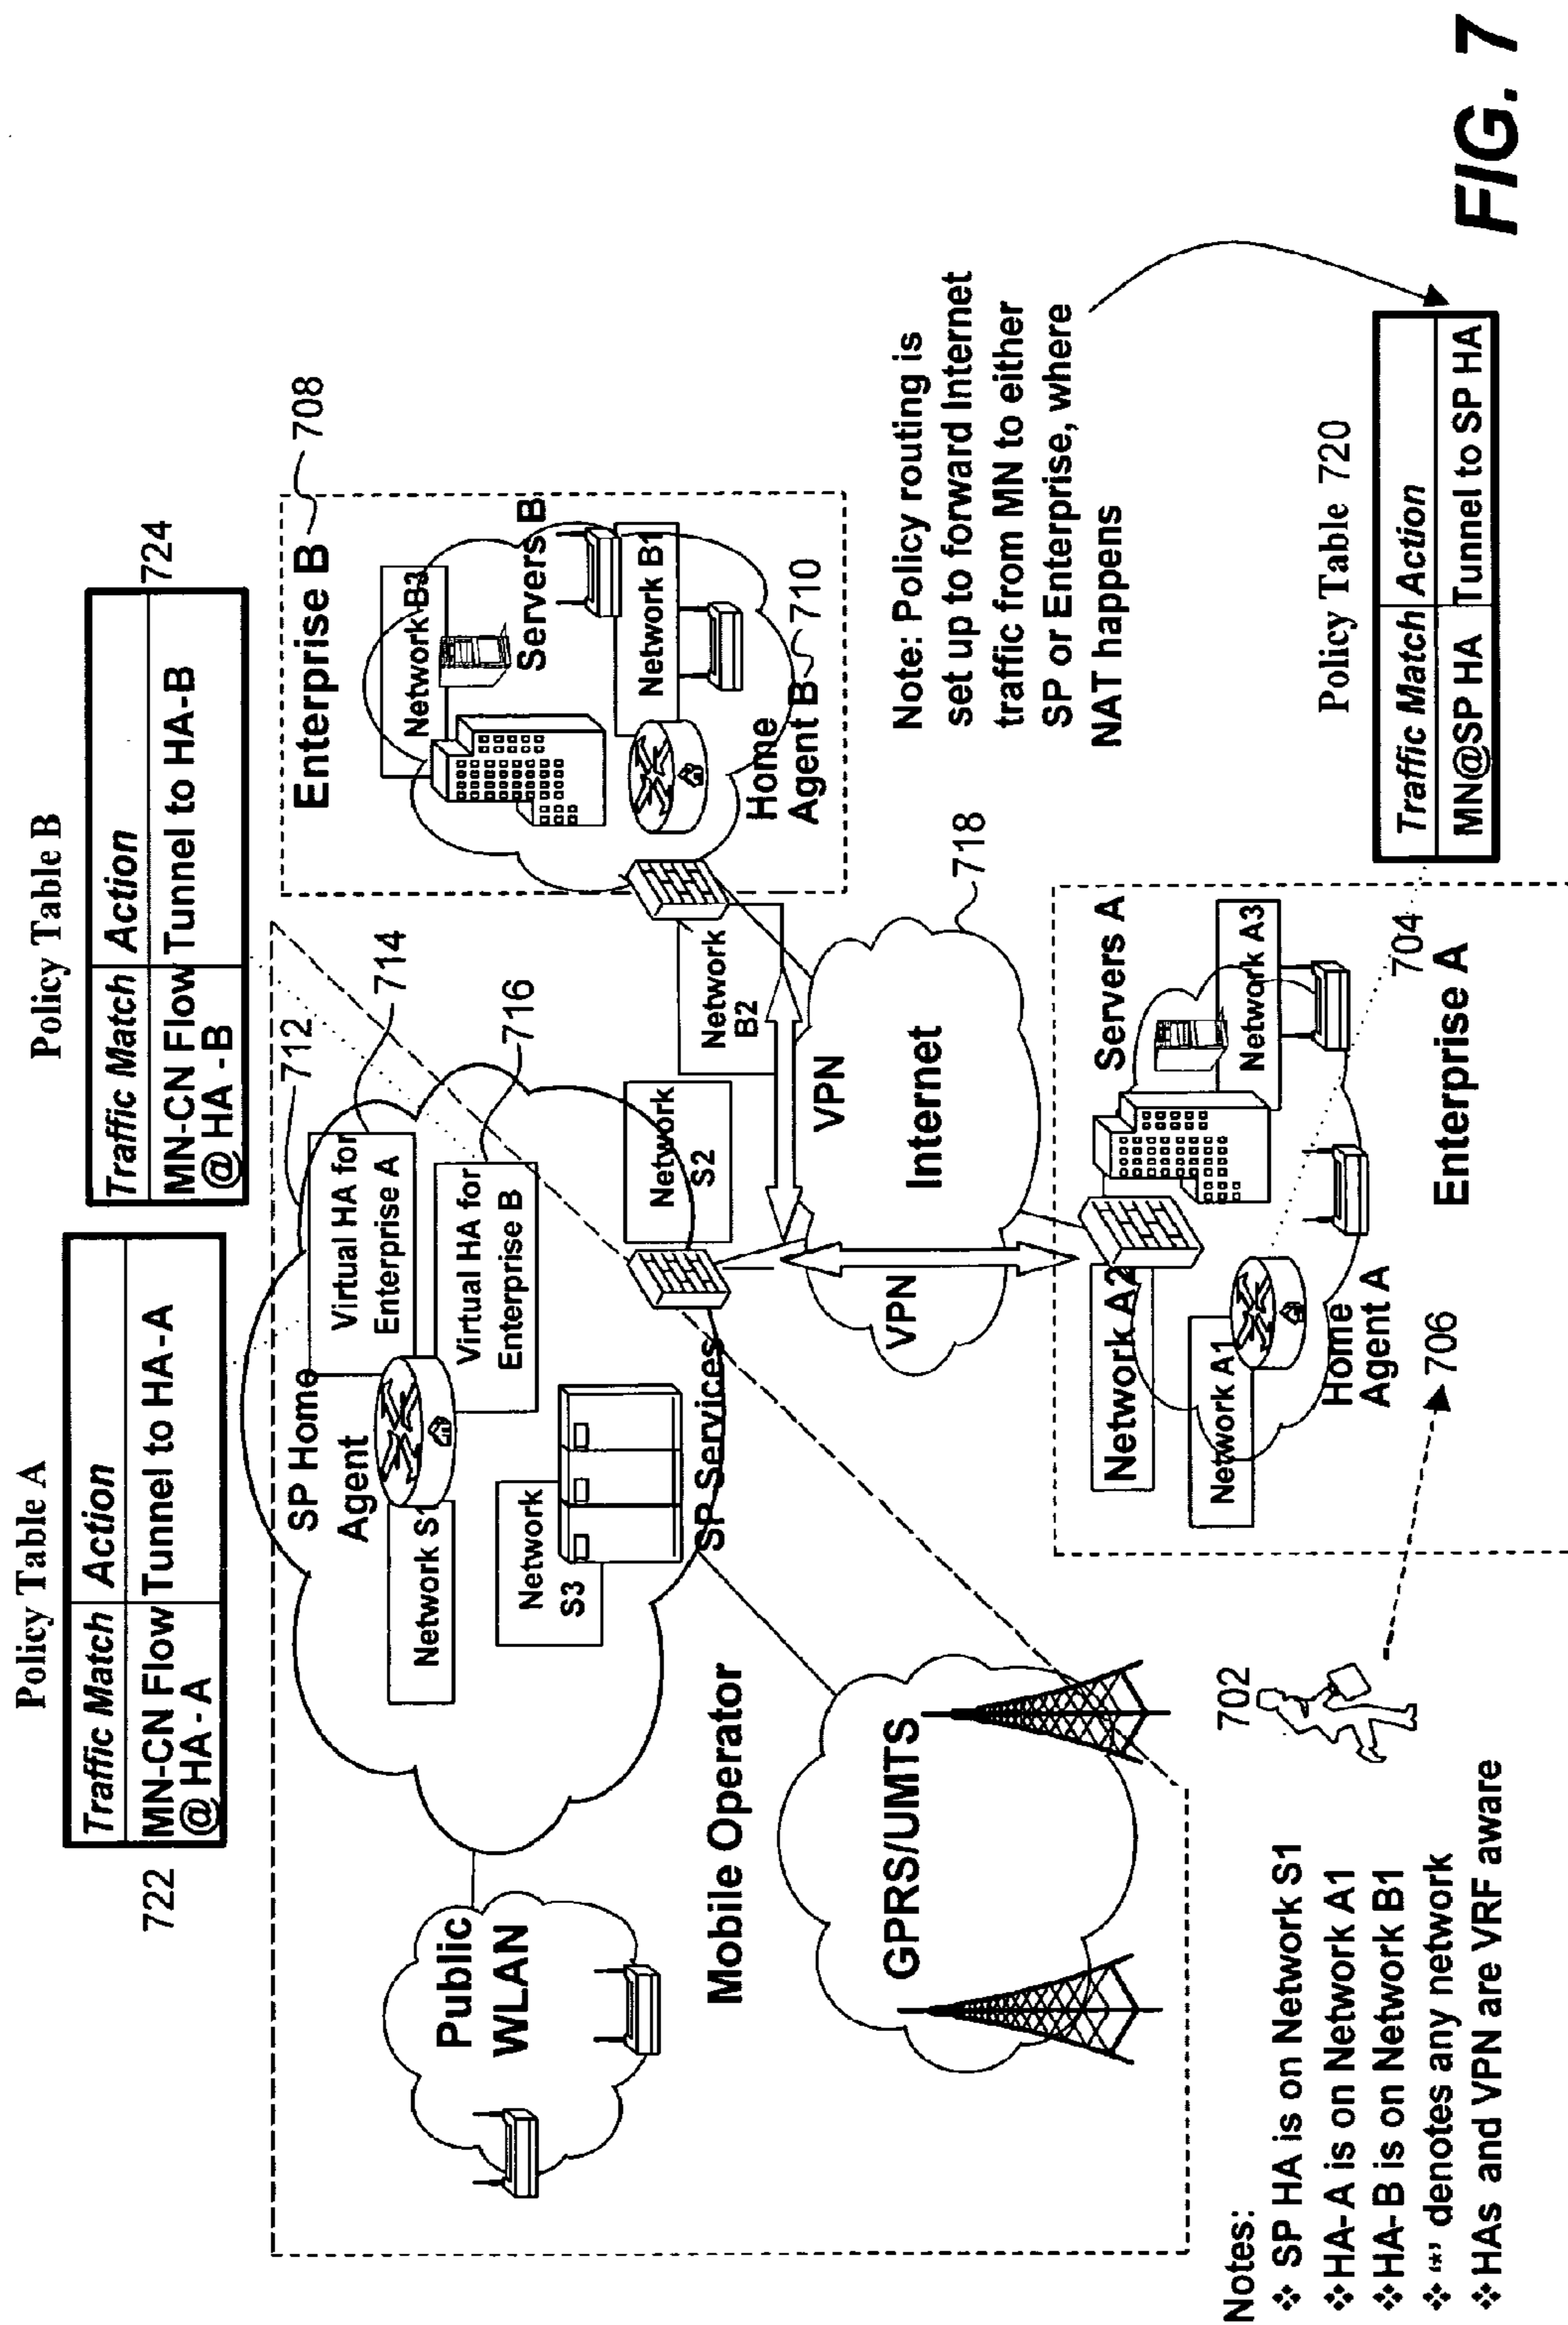 Policy Table A
Traffic Match Action
MN-CN Flow Tunnel to HA-A
@ HA - A
722
Policy Table B
Traffic Match Action
MN-CN Flow Tunnel to HA-B
@ HA - B
724
712
SP Home
Agent
Virtual HA for
Enterprise A
714
Virtual HA for
Enterprise B
716
Network S1
Network
S3
SP Services
Network
S2
Public
WLAN
Mobile Operator
GPRS/UMTS
Enterprise B
708
Network B3
Servers B
Network B1
Home
Agent B
710
Network
B2
VPN
VPN
Internet
718
Note: Policy routing is
set up to forward Internet
traffic from MN to either
SP or Enterprise, where
NAT happens
Servers A
Network A3
Network A2
Network A1
Home
Agent A
704
Enterprise A
706
702
Policy Table 720
Traffic Match Action
MN@SP HA Tunnel to SP HA
Notes:
❖ SP HA is on Network S1
❖ HA-A is on Network A1
❖ HA-B is on Network B1
❖ ‘*’ denotes any network
❖ HAs and VPN are VRF aware
FIG. 7